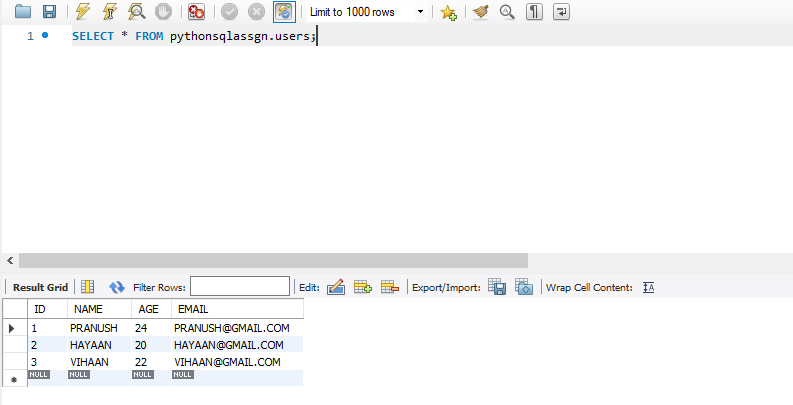 Limit to 1000 rows
1 SELECT * FROM pythonsqlassgn.users;
Result Grid Filter Rows: Edit: Export/Import: Wrap Cell Content:
ID NAME AGE EMAIL
1 PRANUSH 24 PRANUSH@GMAIL.COM
2 HAYAAN 20 HAYAAN@GMAIL.COM
3 VIHAAN 22 VIHAAN@GMAIL.COM
NULL NULL NULL NULL